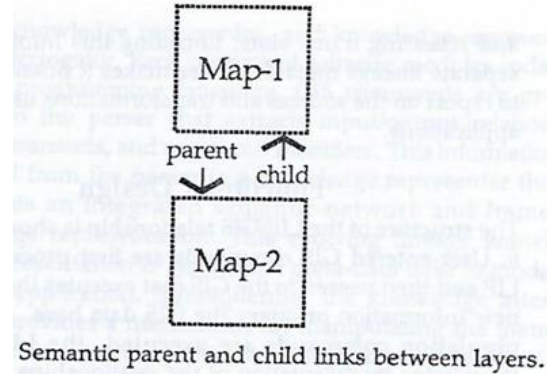 Map-1
parent
child
Map-2
Semantic parent and child links between layers.